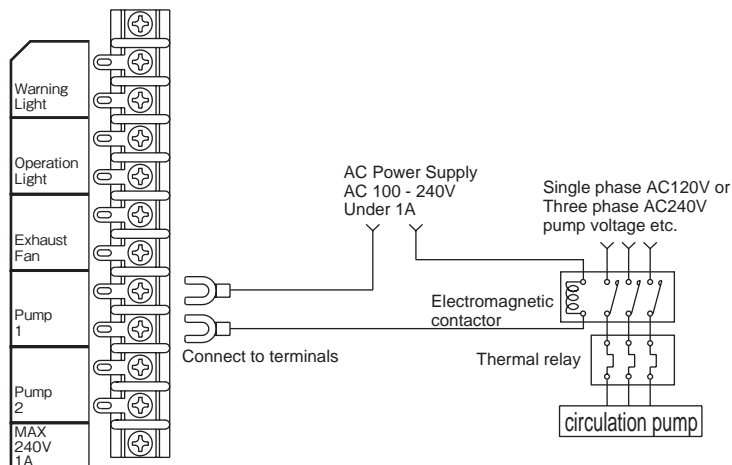 Warning
Light
Operation
Light
Exhaust
Fan
Pump
1
Pump
2
MAX
240V
1A
Connect to terminals
AC Power Supply
AC 100 - 240V
Under 1A
Single phase AC120V or
Three phase AC240V
pump voltage etc.
Electromagnetic
contactor
Thermal relay
circulation pump